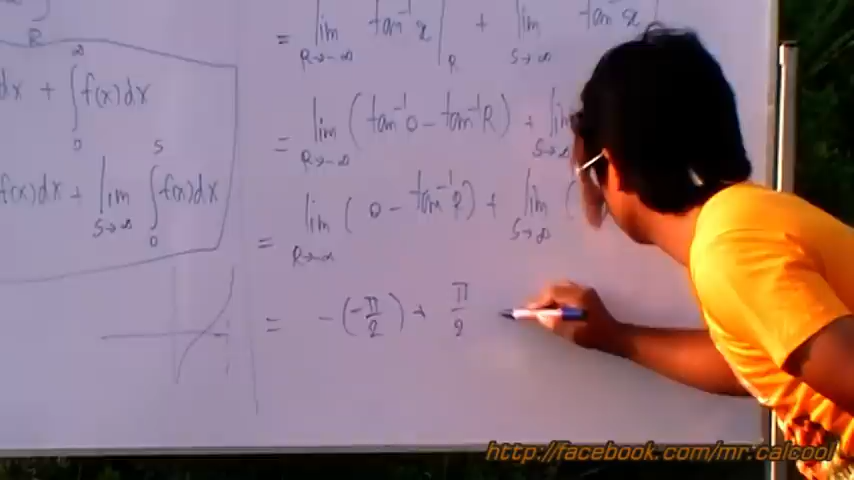 dx + ∫₀^∞ f(x)dx
f(x)dx + lim S→∞ ∫₀^S f(x)dx
= lim R→-∞ tan⁻¹x |R + lim S→∞ tan⁻¹x
= lim R→-∞ (tan⁻¹0 - tan⁻¹R) + lim S→∞
= lim R→-∞ (0 - tan⁻¹R) + lim S→∞ (
= -(-π/2) + π/2
http://facebook.com/mr.calcool